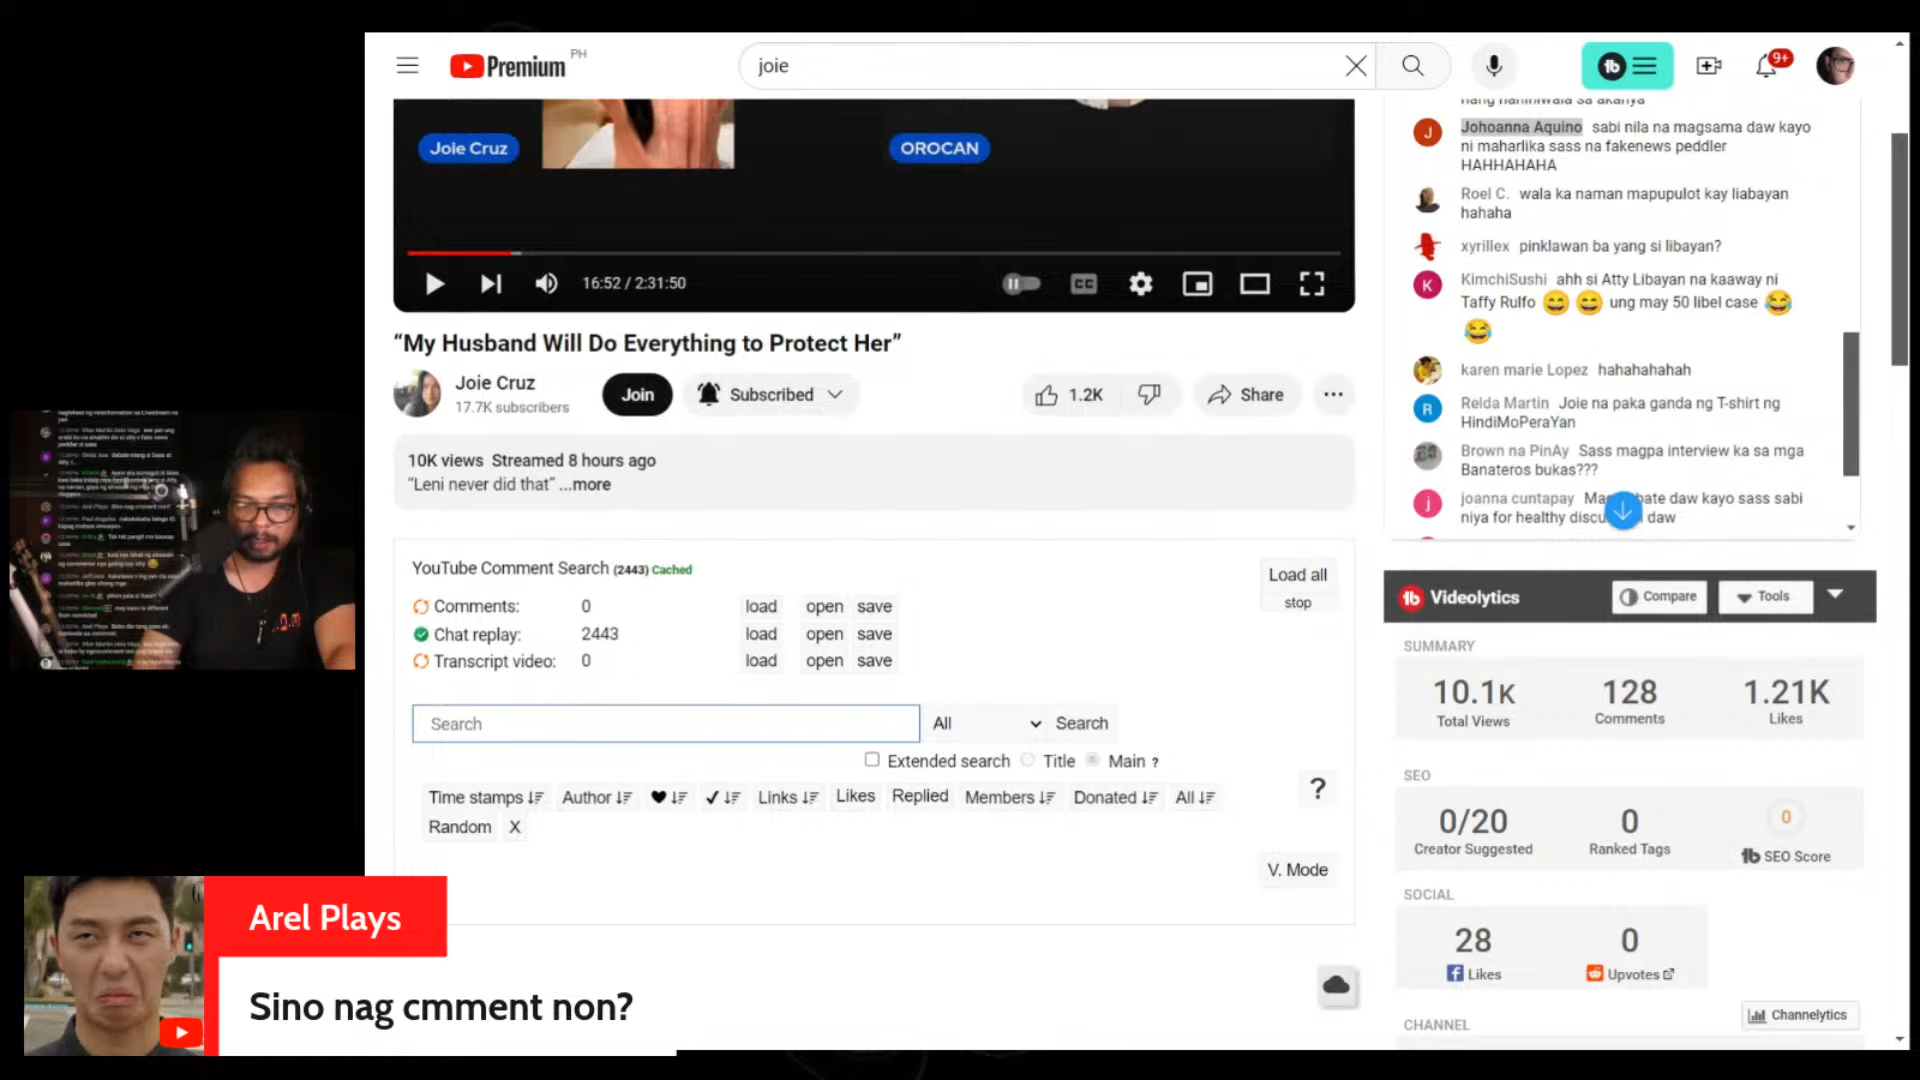 Premium PH
joie
9+
Joie Cruz
OROCAN
16:52 / 2:31:50
CC
“My Husband Will Do Everything to Protect Her”
Joie Cruz
17.7K subscribers
Join
Subscribed
1.2K
Share
10K views Streamed 8 hours ago
“Leni never did that” ...more
YouTube Comment Search (2443) Cached
Load all
stop
Comments: 0 load open save
Chat replay: 2443 load open save
Transcript video: 0 load open save
Search
All
Search
Extended search Title Main ?
Time stamps Author Links Likes Replied Members Donated All
Random X
?
V. Mode
Johoanna Aquino sabi nila na magsama daw kayo
ni maharlika sass na fakenews peddler
HAHHAHAHA
Roel C. wala ka naman mapupulot kay liabayan
hahaha
xyrillex pinklawan ba yang si libayan?
K
KimchiSushi ahh si Atty Libayan na kaaway ni
Taffy Rulfo 😄 😄 ung may 50 libel case 😂
😂
karen marie Lopez hahahahahah
R
Relda Martin Joie na paka ganda ng T-shirt ng
HindiMoPeraYan
Brown na PinAy Sass magpa interview ka sa mga
Banateros bukas???
j
joanna cuntapay daw kayo sass sabi
niya for healthy daw
Videolytics
Compare
Tools
SUMMARY
10.1K 128 1.21K
Total Views Comments Likes
SEO
0/20 0 0
Creator Suggested Ranked Tags SEO Score
SOCIAL
28 0
Likes Upvotes
CHANNEL
Channelytics
Arel Plays
Sino nag cmment non?